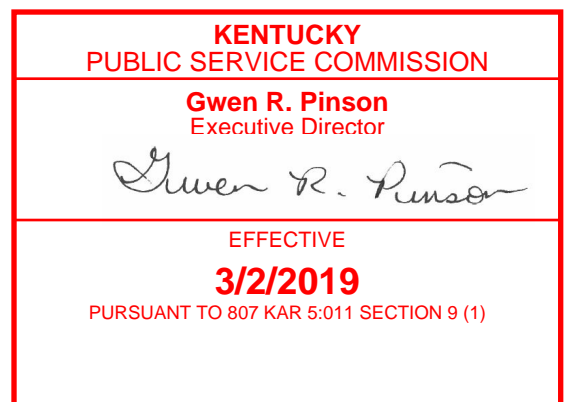 KENTUCKY
PUBLIC SERVICE COMMISSION
Gwen R. Pinson
Executive Director
Gwen R. Pinson
EFFECTIVE
3/2/2019
PURSUANT TO 807 KAR 5:011 SECTION 9 (1)